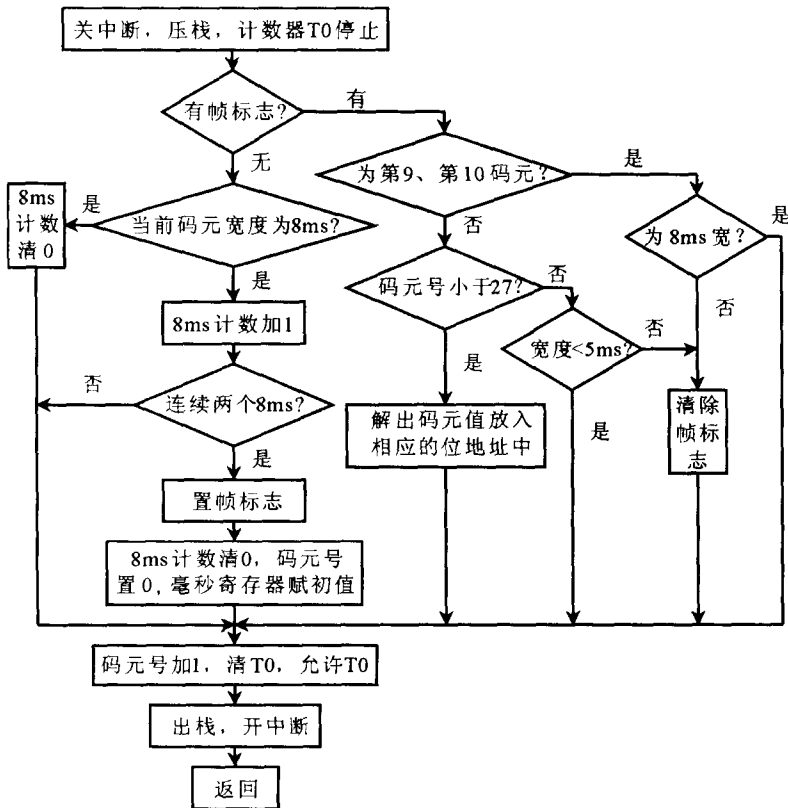 关中断，压栈，计数器T0停止
有帧标志?
有
无
为第9、第10码元?
是
8ms
计数
清0
是
当前码元宽度为8ms?
否
为8ms宽?
是
是
码元号小于27?
否
否
8ms计数加1
宽度<5ms?
否
是
否
连续两个8ms?
解出码元值放入
相应的位地址中
是
清除
帧标
志
是
置帧标志
8ms计数清0，码元号
置0,毫秒寄存器赋初值
码元号加1，清T0，允许T0
出栈，开中断
返回